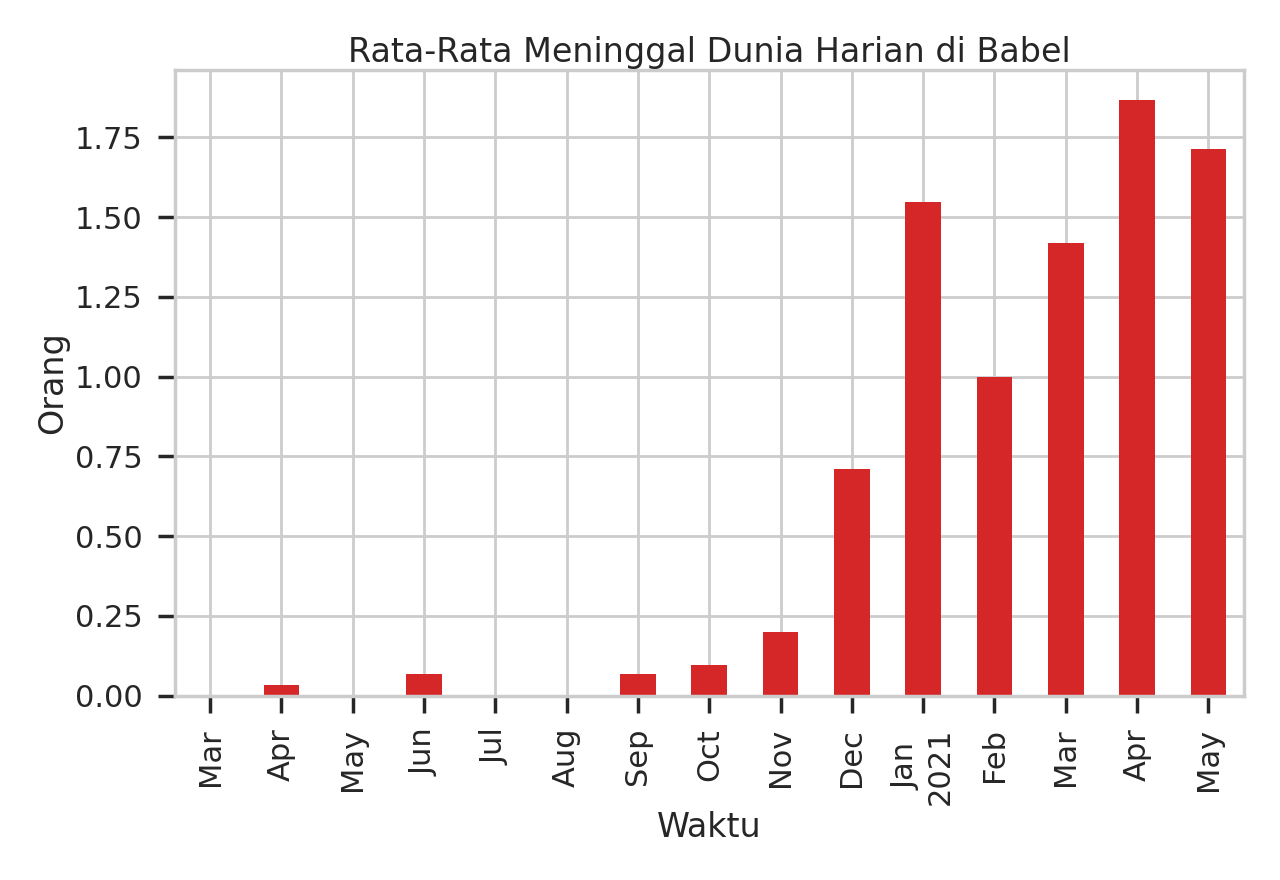 Rata-Rata Meninggal Dunia Harian di Babel
1.75
1.50
1.25
1.00
0.75
0.50
0.25
0.00
Orang
Mar
Apr
May
Jun
Jul
Aug
Sep
Oct
Nov
Dec
Jan
2021
Feb
Mar
Apr
May
Waktu